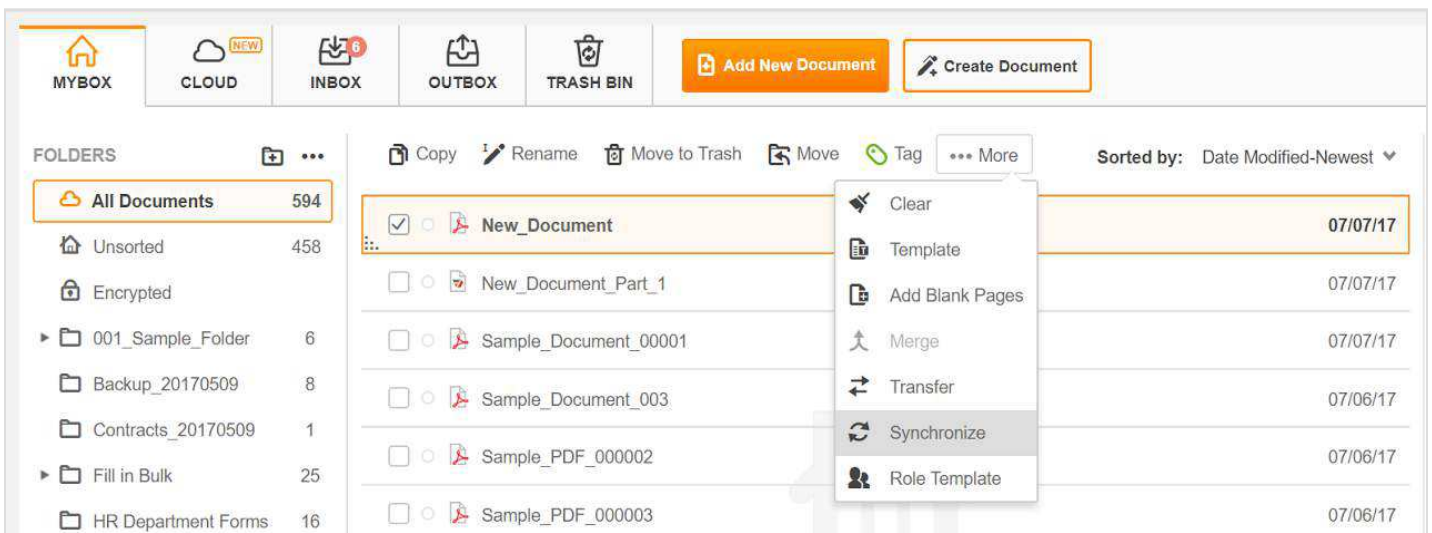 NEW
6
MYBOX
CLOUD
INBOX
OUTBOX
TRASH BIN
Add New Document
Create Document
FOLDERS
Copy
Rename
Move to Trash
Move
Tag
••• More
Sorted by: Date Modified-Newest
All Documents 594
Unsorted 458
Encrypted
001_Sample_Folder 6
Backup_20170509 8
Contracts_20170509 1
Fill in Bulk 25
HR Department Forms 16
New_Document 07/07/17
New_Document_Part_1 07/07/17
Sample_Document_00001 07/07/17
Sample_Document_003 07/06/17
Sample_PDF_000002 07/06/17
Sample_PDF_000003 07/06/17
Clear
Template
Add Blank Pages
Merge
Transfer
Synchronize
Role Template